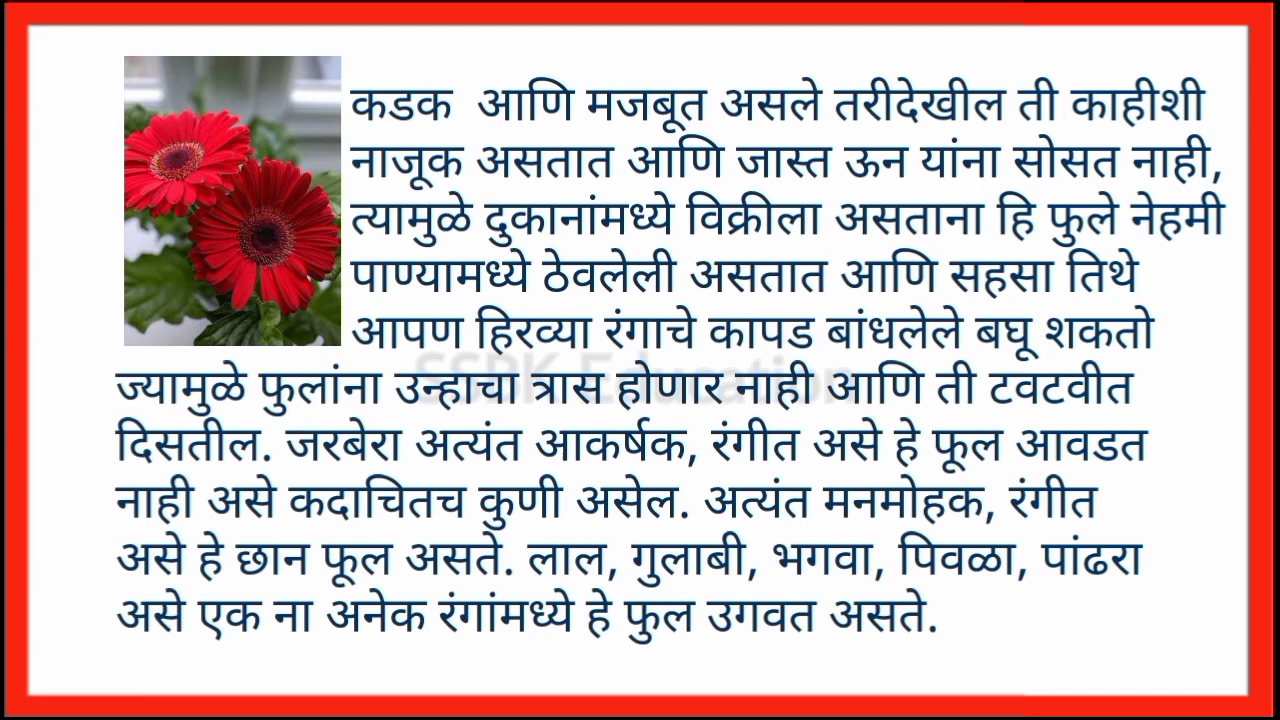 कडक आणि मजबूत असले तरीदेखील ती काहीशी
नाजूक असतात आणि जास्त ऊन यांना सोसत नाही,
त्यामुळे दुकानांमध्ये विक्रीला असताना हि फुले नेहमी
पाण्यामध्ये ठेवलेली असतात आणि सहसा तिथे
आपण हिरव्या रंगाचे कापड बांधलेले बघू शकतो
ज्यामुळे फुलांना उन्हाचा त्रास होणार नाही आणि ती टवटवीत
दिसतील. जरबेरा अत्यंत आकर्षक, रंगीत असे हे फूल आवडत
नाही असे कदाचितच कुणी असेल. अत्यंत मनमोहक, रंगीत
असे हे छान फूल असते. लाल, गुलाबी, भगवा, पिवळा, पांढरा
असे एक ना अनेक रंगांमध्ये हे फुल उगवत असते.
SSBK Education